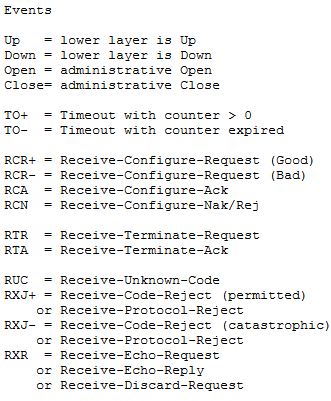 Events
Up   = lower layer is Up
Down = lower layer is Down
Open = administrative Open
Close= administrative Close
TO+  = Timeout with counter > 0
TO-  = Timeout with counter expired
RCR+ = Receive-Configure-Request (Good)
RCR- = Receive-Configure-Request (Bad)
RCA  = Receive-Configure-Ack
RCN  = Receive-Configure-Nak/Rej
RTR  = Receive-Terminate-Request
RTA  = Receive-Terminate-Ack
RUC  = Receive-Unknown-Code
RXJ+ = Receive-Code-Reject (permitted)
    or Receive-Protocol-Reject
RXJ- = Receive-Code-Reject (catastrophic)
    or Receive-Protocol-Reject
RXR  = Receive-Echo-Request
    or Receive-Echo-Reply
    or Receive-Discard-Request